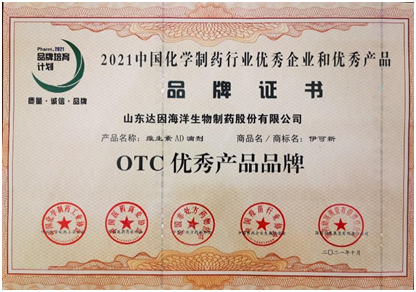 Pharm, 2021
品牌培育
计划
质量·诚信·品牌
2021中国化学制药行业优秀企业和优秀产品
品牌证书
山东达因海洋生物制药股份有限公司
产品名称：维生素AD滴剂 商品名/商标名：伊可新
OTC优秀产品品牌
二〇二一年十月